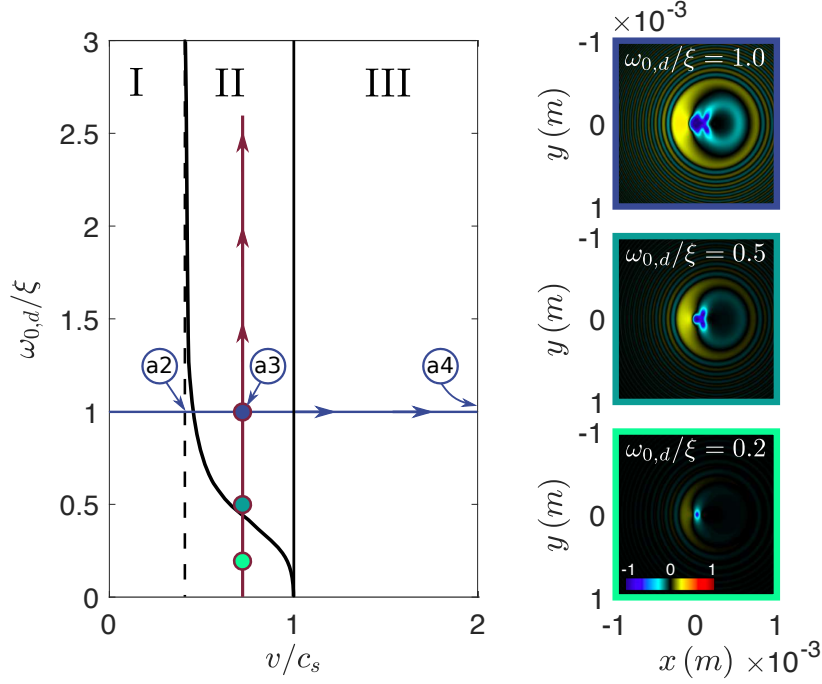 3
2.5
2
1.5
1
0.5
0
ω₀,d/ξ
I
II
III
a2
a3
a4
0
1
2
v/cₛ
×10⁻³
-1
0
1
y (m)
ω₀,d/ξ = 1.0
-1
0
1
y (m)
ω₀,d/ξ = 0.5
-1
0
1
y (m)
ω₀,d/ξ = 0.2
-1 0 1
-1 0 1 ×10⁻³
x (m)